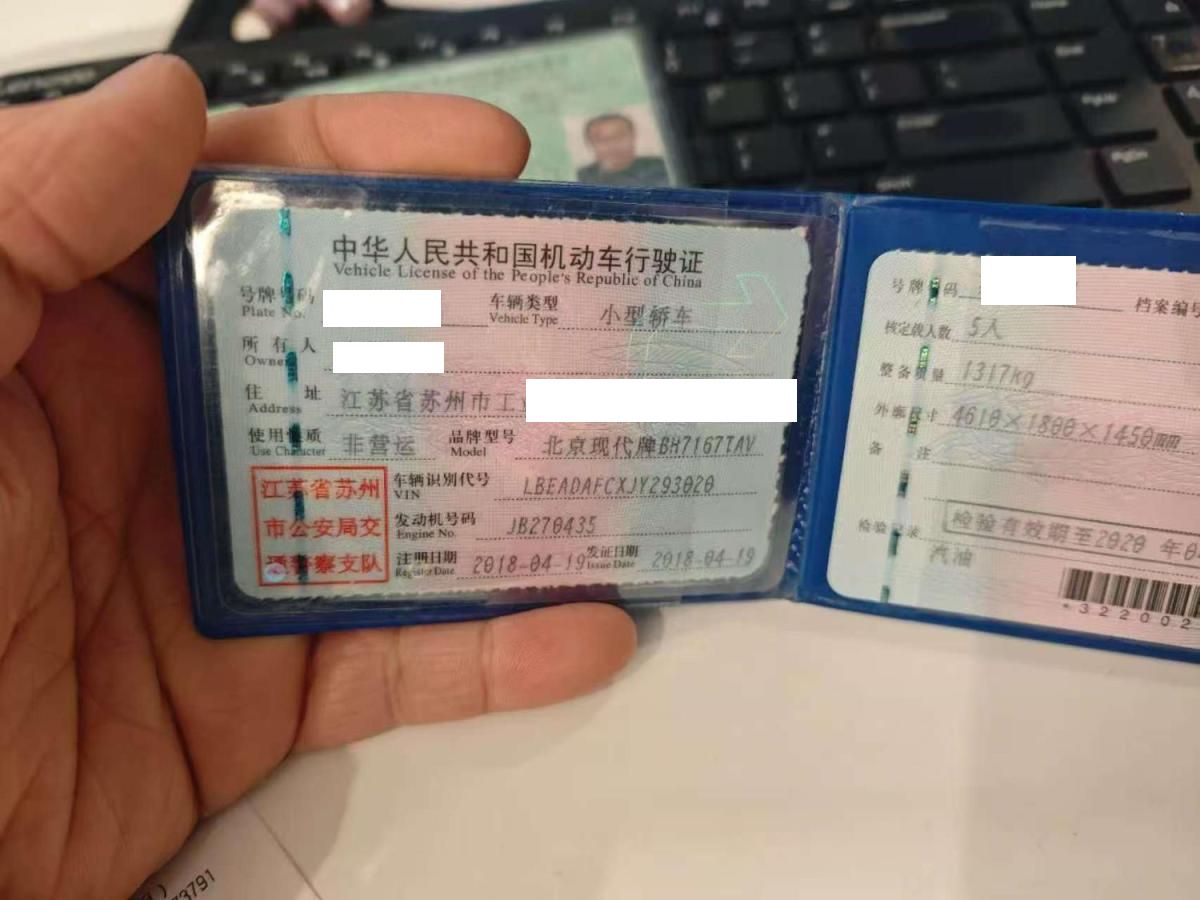 中华人民共和国机动车行驶证
Vehicle License of the People's Republic of China
号牌号码
Plate No.
车辆类型 小型轿车
Vehicle Type
所有人
Owner
住址 江苏省苏州市工
Address
使用性质 非营运 品牌型号 北京现代牌BH7167TAV
Use Character Model
江苏省苏州
市公安局交
通警察支队
车辆识别代号 LBEADAFCXJY293020
VIN
发动机号码 JB270435
Engine No.
注册日期 2018-04-19 发证日期 2018-04-19
Register Date Issue Date
号牌号码 档案编号
核定载人数 5人
整备质量 1317kg
外廓尺寸 4610×1800×1450mm
备注
检验有效期至2020 年0
检验记录
汽油
*322002
73791